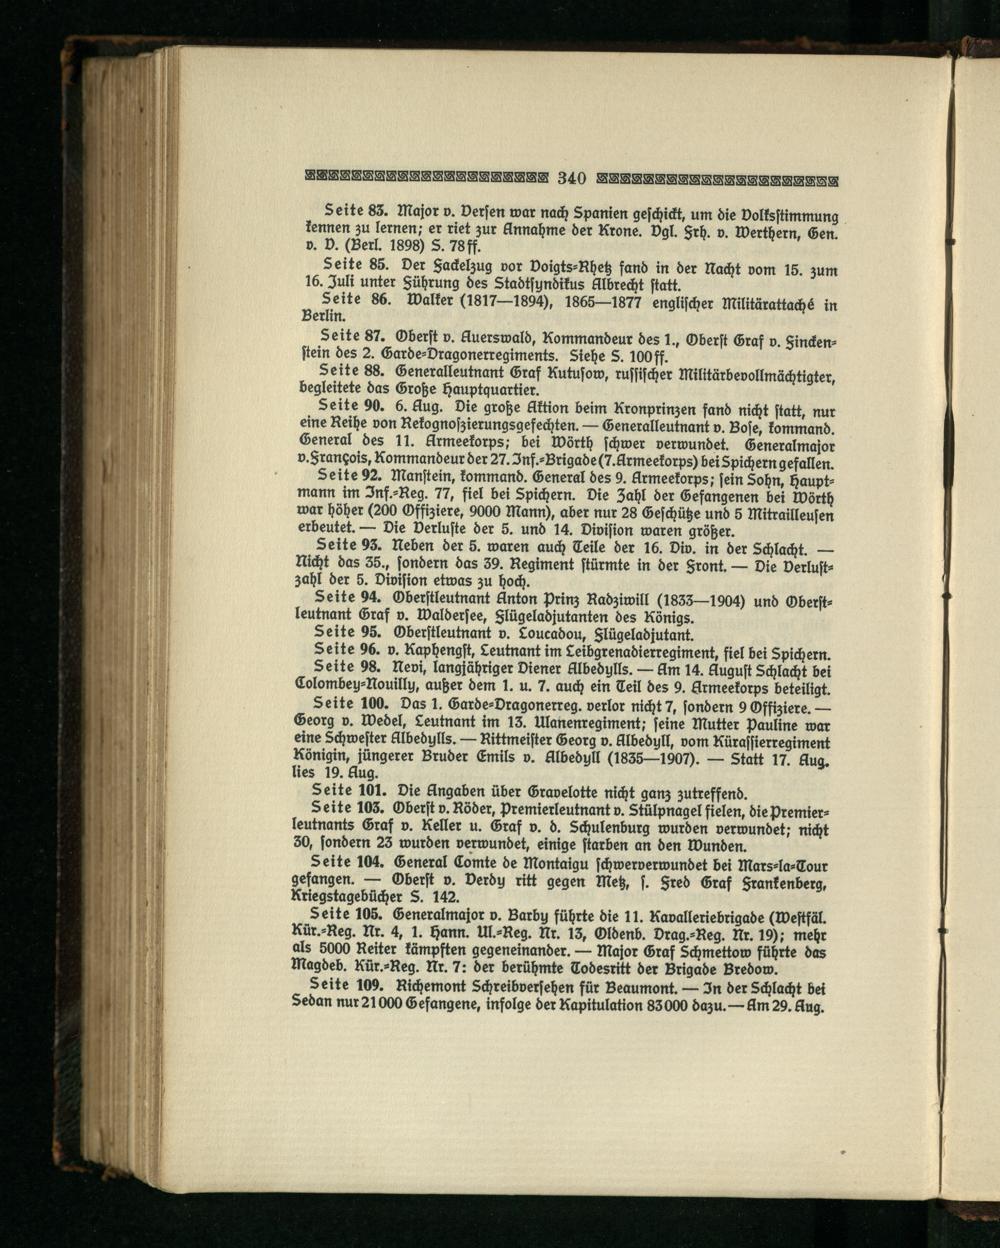 340
Seite 83. Major v. Versen war nach Spanien geschickt, um die Volksstimmung
kennen zu lernen; er riet zur Annahme der Krone. Vgl. Frh. v. Werthern, Gen.
v. V. (Berl. 1898) S. 78ff.
Seite 85. Der Fackelzug vor Voigts-Rhetz fand in der Nacht vom 15. zum
16. Juli unter Führung des Stadtsyndikus Albrecht statt.
Seite 86. Walker (1817—1894), 1865—1877 englischer Militärattaché in
Berlin.
Seite 87. Oberst v. Auerswald, Kommandeur des 1., Oberst Graf v. Fincken-
stein des 2. Garde-Dragonerregiments. Siehe S. 100ff.
Seite 88. Generalleutnant Graf Kutusow, russischer Militärbevollmächtigter,
begleitete das Große Hauptquartier.
Seite 90. 6. Aug. Die große Aktion beim Kronprinzen fand nicht statt, nur
eine Reihe von Rekognoszierungsgefechten. — Generalleutnant v. Bose, kommand.
General des 11. Armeekorps; bei Wörth schwer verwundet. Generalmajor
v. François, Kommandeur der 27. Inf.-Brigade (7. Armeekorps) bei Spichern gefallen.
Seite 92. Manstein, kommand. General des 9. Armeekorps; sein Sohn, Haupt-
mann im Inf.-Reg. 77, fiel bei Spichern. Die Zahl der Gefangenen bei Wörth
war höher (200 Offiziere, 9000 Mann), aber nur 28 Geschütze und 5 Mitrailleusen
erbeutet. — Die Verluste der 5. und 14. Division waren größer.
Seite 93. Neben der 5. waren auch Teile der 16. Div. in der Schlacht. —
Nicht das 35., sondern das 39. Regiment stürmte in der Front. — Die Verlust-
zahl der 5. Division etwas zu hoch.
Seite 94. Oberstleutnant Anton Prinz Radziwill (1833—1904) und Oberst-
leutnant Graf v. Waldersee, Flügeladjutanten des Königs.
Seite 95. Oberstleutnant v. Loucadou, Flügeladjutant.
Seite 96. v. Kaphengst, Leutnant im Leibgrenadierregiment, fiel bei Spichern.
Seite 98. Nevi, langjähriger Diener Albedylls. — Am 14. August Schlacht bei
Colombey-Nouilly, außer dem 1. u. 7. auch ein Teil des 9. Armeekorps beteiligt.
Seite 100. Das 1. Garde-Dragonerreg. verlor nicht 7, sondern 9 Offiziere. —
Georg v. Wedel, Leutnant im 13. Ulanenregiment; seine Mutter Pauline war
eine Schwester Albedylls. — Rittmeister Georg v. Albedyll, vom Kürassierregiment
Königin, jüngerer Bruder Emils v. Albedyll (1835—1907). — Statt 17. Aug.
lies 19. Aug.
Seite 101. Die Angaben über Gravelotte nicht ganz zutreffend.
Seite 103. Oberst v. Röder, Premierleutnant v. Stülpnagel fielen, die Premier-
leutnants Graf v. Keller u. Graf v. d. Schulenburg wurden verwundet; nicht
30, sondern 23 wurden verwundet, einige starben an den Wunden.
Seite 104. General Comte de Montaigu schwerverwundet bei Mars-la-Tour
gefangen. — Oberst v. Verdy ritt gegen Metz, s. Fred Graf Frankenberg,
Kriegstagebücher S. 142.
Seite 105. Generalmajor v. Barby führte die 11. Kavalleriebrigade (Westfäl.
Kür.-Reg. Nr. 4, 1. Hann. Ul.-Reg. Nr. 13, Oldenb. Drag.-Reg. Nr. 19); mehr
als 5000 Reiter kämpften gegeneinander. — Major Graf Schmettow führte das
Magdeb. Kür.-Reg. Nr. 7: der berühmte Todesritt der Brigade Bredow.
Seite 109. Richemont Schreibversehen für Beaumont. — In der Schlacht bei
Sedan nur 21000 Gefangene, infolge der Kapitulation 83000 dazu. — Am 29. Aug.